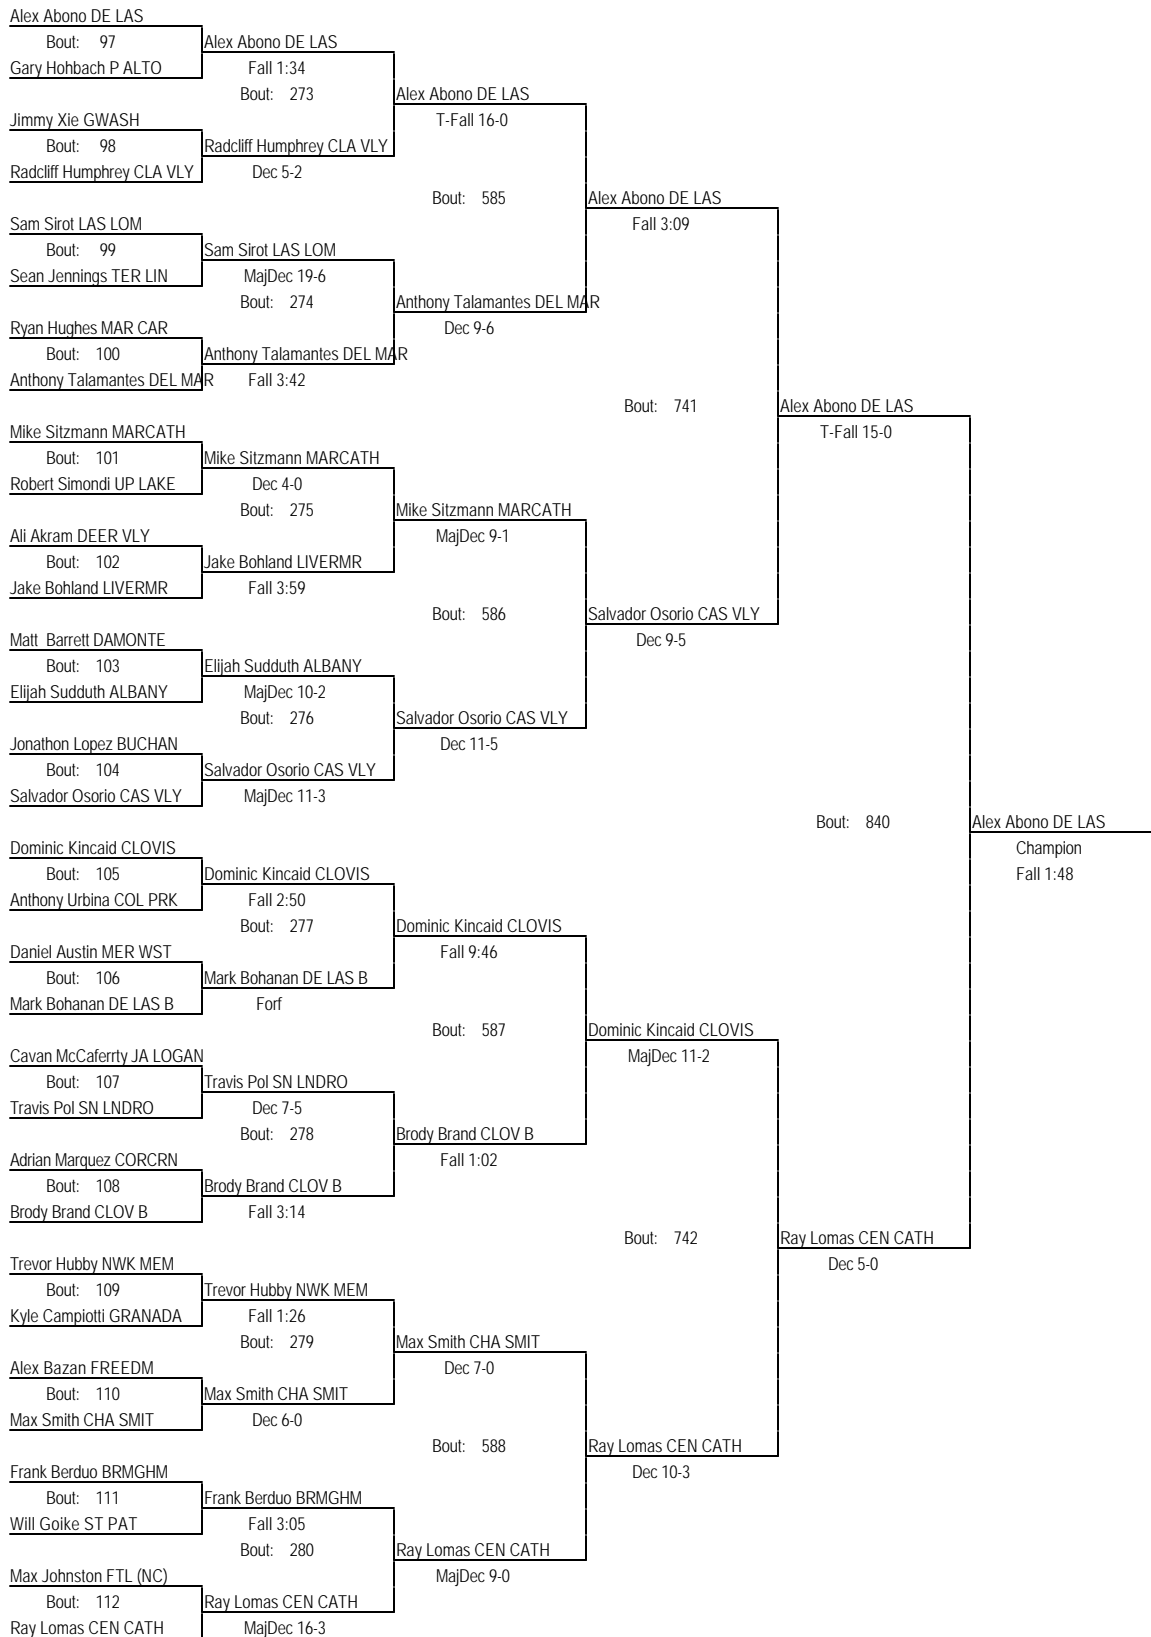 Alex Abono DE LAS
Bout: 97 Alex Abono DE LAS
Gary Hohbach P ALTO Fall 1:34
Bout: 273 Alex Abono DE LAS
Jimmy Xie GWASH T-Fall 16-0
Bout: 98 Radcliff Humphrey CLA VLY
Radcliff Humphrey CLA VLY Dec 5-2
Bout: 585 Alex Abono DE LAS
Sam Sirot LAS LOM Fall 3:09
Bout: 99 Sam Sirot LAS LOM
Sean Jennings TER LIN MajDec 19-6
Bout: 274 Anthony Talamantes DEL MAR
Ryan Hughes MAR CAR Dec 9-6
Bout: 100 Anthony Talamantes DEL MAR
Anthony Talamantes DEL MAR Fall 3:42
Bout: 741 Alex Abono DE LAS
Mike Sitzmann MARCATH T-Fall 15-0
Bout: 101 Mike Sitzmann MARCATH
Robert Simondi UP LAKE Dec 4-0
Bout: 275 Mike Sitzmann MARCATH
Ali Akram DEER VLY MajDec 9-1
Bout: 102 Jake Bohland LIVERMR
Jake Bohland LIVERMR Fall 3:59
Bout: 586 Salvador Osorio CAS VLY
Matt Barrett DAMONTE Dec 9-5
Bout: 103 Elijah Sudduth ALBANY
Elijah Sudduth ALBANY MajDec 10-2
Bout: 276 Salvador Osorio CAS VLY
Jonathon Lopez BUCHAN Dec 11-5
Bout: 104 Salvador Osorio CAS VLY
Salvador Osorio CAS VLY MajDec 11-3
Bout: 840 Alex Abono DE LAS
Dominic Kincaid CLOVIS Champion
Bout: 105 Dominic Kincaid CLOVIS Fall 1:48
Anthony Urbina COL PRK Fall 2:50
Bout: 277 Dominic Kincaid CLOVIS
Daniel Austin MER WST Fall 9:46
Bout: 106 Mark Bohanan DE LAS B
Mark Bohanan DE LAS B Forf
Bout: 587 Dominic Kincaid CLOVIS
Cavan McCaferrty JA LOGAN MajDec 11-2
Bout: 107 Travis Pol SN LNDRO
Travis Pol SN LNDRO Dec 7-5
Bout: 278 Brody Brand CLOV B
Adrian Marquez CORCRN Fall 1:02
Bout: 108 Brody Brand CLOV B
Brody Brand CLOV B Fall 3:14
Bout: 742 Ray Lomas CEN CATH
Trevor Hubby NWK MEM Dec 5-0
Bout: 109 Trevor Hubby NWK MEM
Kyle Campiotti GRANADA Fall 1:26
Bout: 279 Max Smith CHA SMIT
Alex Bazan FREEDM Dec 7-0
Bout: 110 Max Smith CHA SMIT
Max Smith CHA SMIT Dec 6-0
Bout: 588 Ray Lomas CEN CATH
Frank Berduo BRMGHM Dec 10-3
Bout: 111 Frank Berduo BRMGHM
Will Goike ST PAT Fall 3:05
Bout: 280 Ray Lomas CEN CATH
Max Johnston FTL (NC) MajDec 9-0
Bout: 112 Ray Lomas CEN CATH
Ray Lomas CEN CATH MajDec 16-3